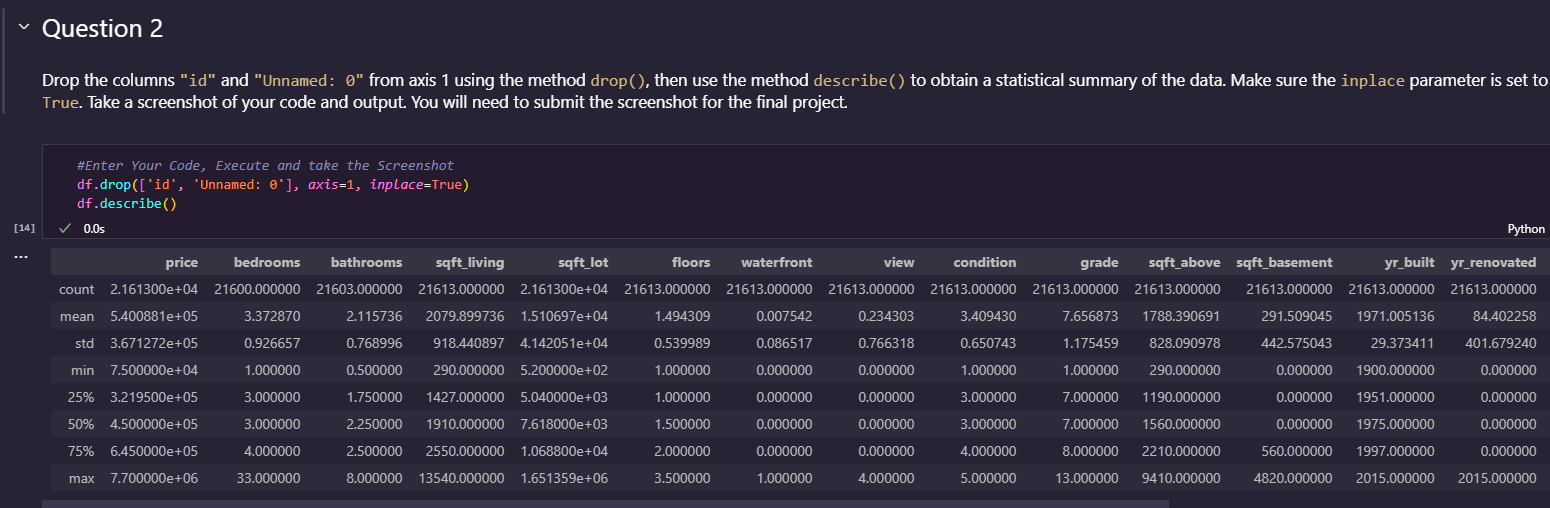 Question 2
Drop the columns "id" and "Unnamed: 0" from axis 1 using the method drop(), then use the method describe() to obtain a statistical summary of the data. Make sure the inplace parameter is set to
True. Take a screenshot of your code and output. You will need to submit the screenshot for the final project.
#Enter Your Code, Execute and take the Screenshot
df.drop(['id', 'Unnamed: 0'], axis=1, inplace=True)
df.describe()
[14] 0.0s Python
...
price bedrooms bathrooms sqft_living sqft_lot floors waterfront view condition grade sqft_above sqft_basement yr_built yr_renovated
count 2.161300e+04 21600.000000 21603.000000 21613.000000 2.161300e+04 21613.000000 21613.000000 21613.000000 21613.000000 21613.000000 21613.000000 21613.000000 21613.000000 21613.000000
mean 5.400881e+05 3.372870 2.115736 2079.899736 1.510697e+04 1.494309 0.007542 0.234303 3.409430 7.656873 1788.390691 291.509045 1971.005136 84.402258
std 3.671272e+05 0.926657 0.768996 918.440897 4.142051e+04 0.539989 0.086517 0.766318 0.650743 1.175459 828.090978 442.575043 29.373411 401.679240
min 7.500000e+04 1.000000 0.500000 290.000000 5.200000e+02 1.000000 0.000000 0.000000 1.000000 1.000000 290.000000 0.000000 1900.000000 0.000000
25% 3.219500e+05 3.000000 1.750000 1427.000000 5.040000e+03 1.000000 0.000000 0.000000 3.000000 7.000000 1190.000000 0.000000 1951.000000 0.000000
50% 4.500000e+05 3.000000 2.250000 1910.000000 7.618000e+03 1.500000 0.000000 0.000000 3.000000 7.000000 1560.000000 0.000000 1975.000000 0.000000
75% 6.450000e+05 4.000000 2.500000 2550.000000 1.068800e+04 2.000000 0.000000 0.000000 4.000000 8.000000 2210.000000 560.000000 1997.000000 0.000000
max 7.700000e+06 33.000000 8.000000 13540.000000 1.651359e+06 3.500000 1.000000 4.000000 5.000000 13.000000 9410.000000 4820.000000 2015.000000 2015.000000